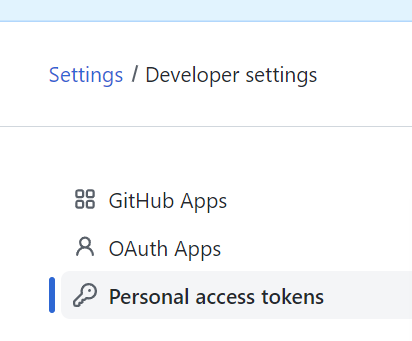 Settings / Developer settings
GitHub Apps
OAuth Apps
Personal access tokens